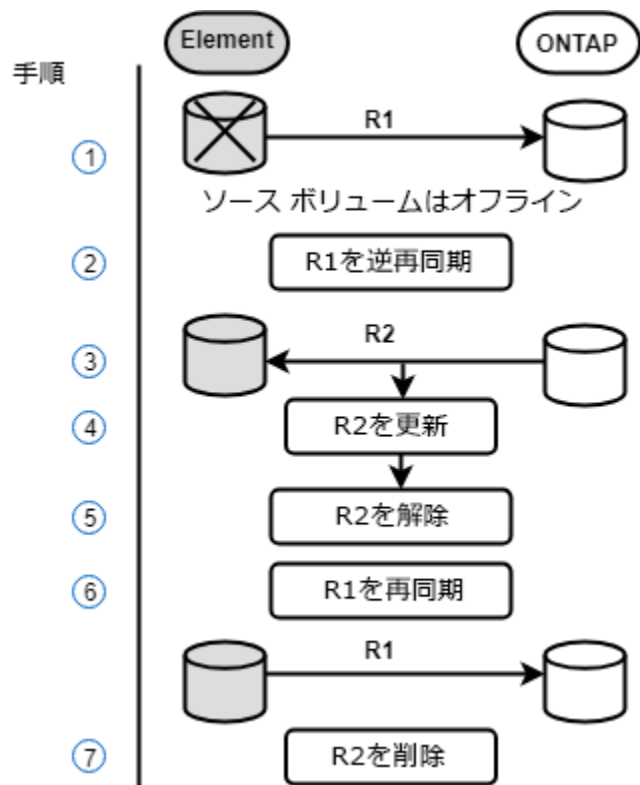 Element
ONTAP
手順
R1
①
ソース ボリュームはオフライン
②
R1を逆再同期
R2
③
④
R2を更新
⑤
R2を解除
⑥
R1を再同期
R1
⑦
R2を削除